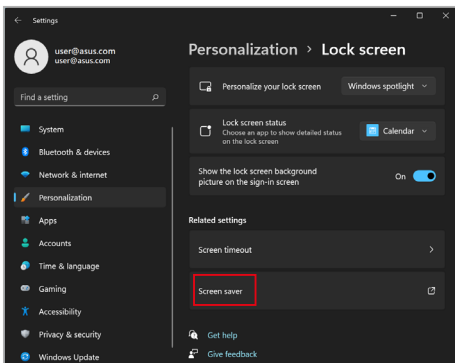 Settings
user@asus.com
user@asus.com
Find a setting
System
Bluetooth & devices
Network & internet
Personalization
Apps
Accounts
Time & language
Gaming
Accessibility
Privacy & security
Windows Update
Personalization > Lock screen
Personalize your lock screen
Windows spotlight
Lock screen status
Choose an app to show detailed status
on the lock screen
Calendar
Show the lock screen background
picture on the sign-in screen
On
Related settings
Screen timeout
Screen saver
Get help
Give feedback